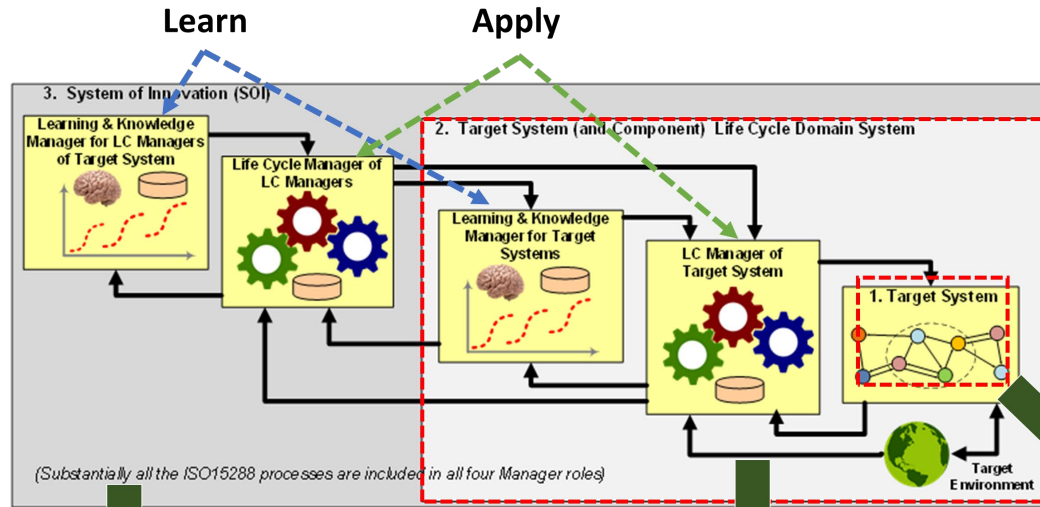 Learn
Apply
3. System of Innovation (SOI)
Learning & Knowledge
Manager for LC Managers
of Target System
2. Target System (and Component) Life Cycle Domain System
Life Cycle Manager of
LC Managers
Learning & Knowledge
Manager for Target
Systems
LC Manager of
Target System
1. Target System
(Substantially all the ISO15288 processes are included in all four Manager roles)
Target
Environment